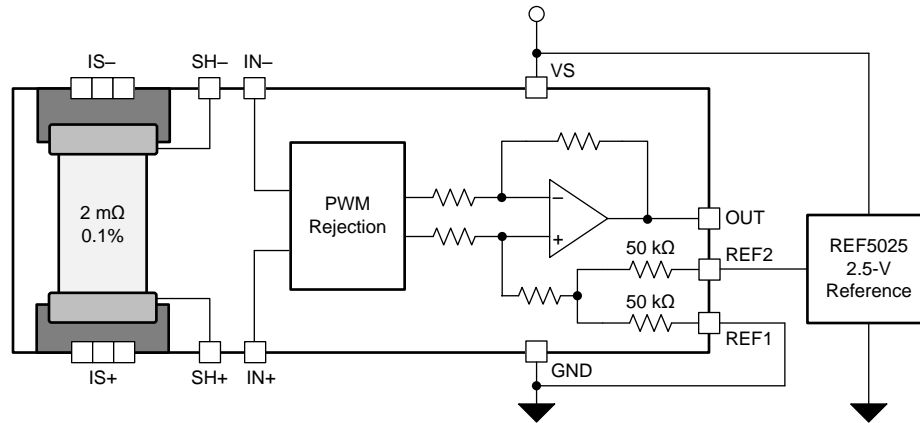 IS–
SH–
IN–
VS
2 mΩ
0.1%
PWM
Rejection
–
+
OUT
50 kΩ
REF2
50 kΩ
REF1
REF5025
2.5-V
Reference
IS+
SH+
IN+
GND